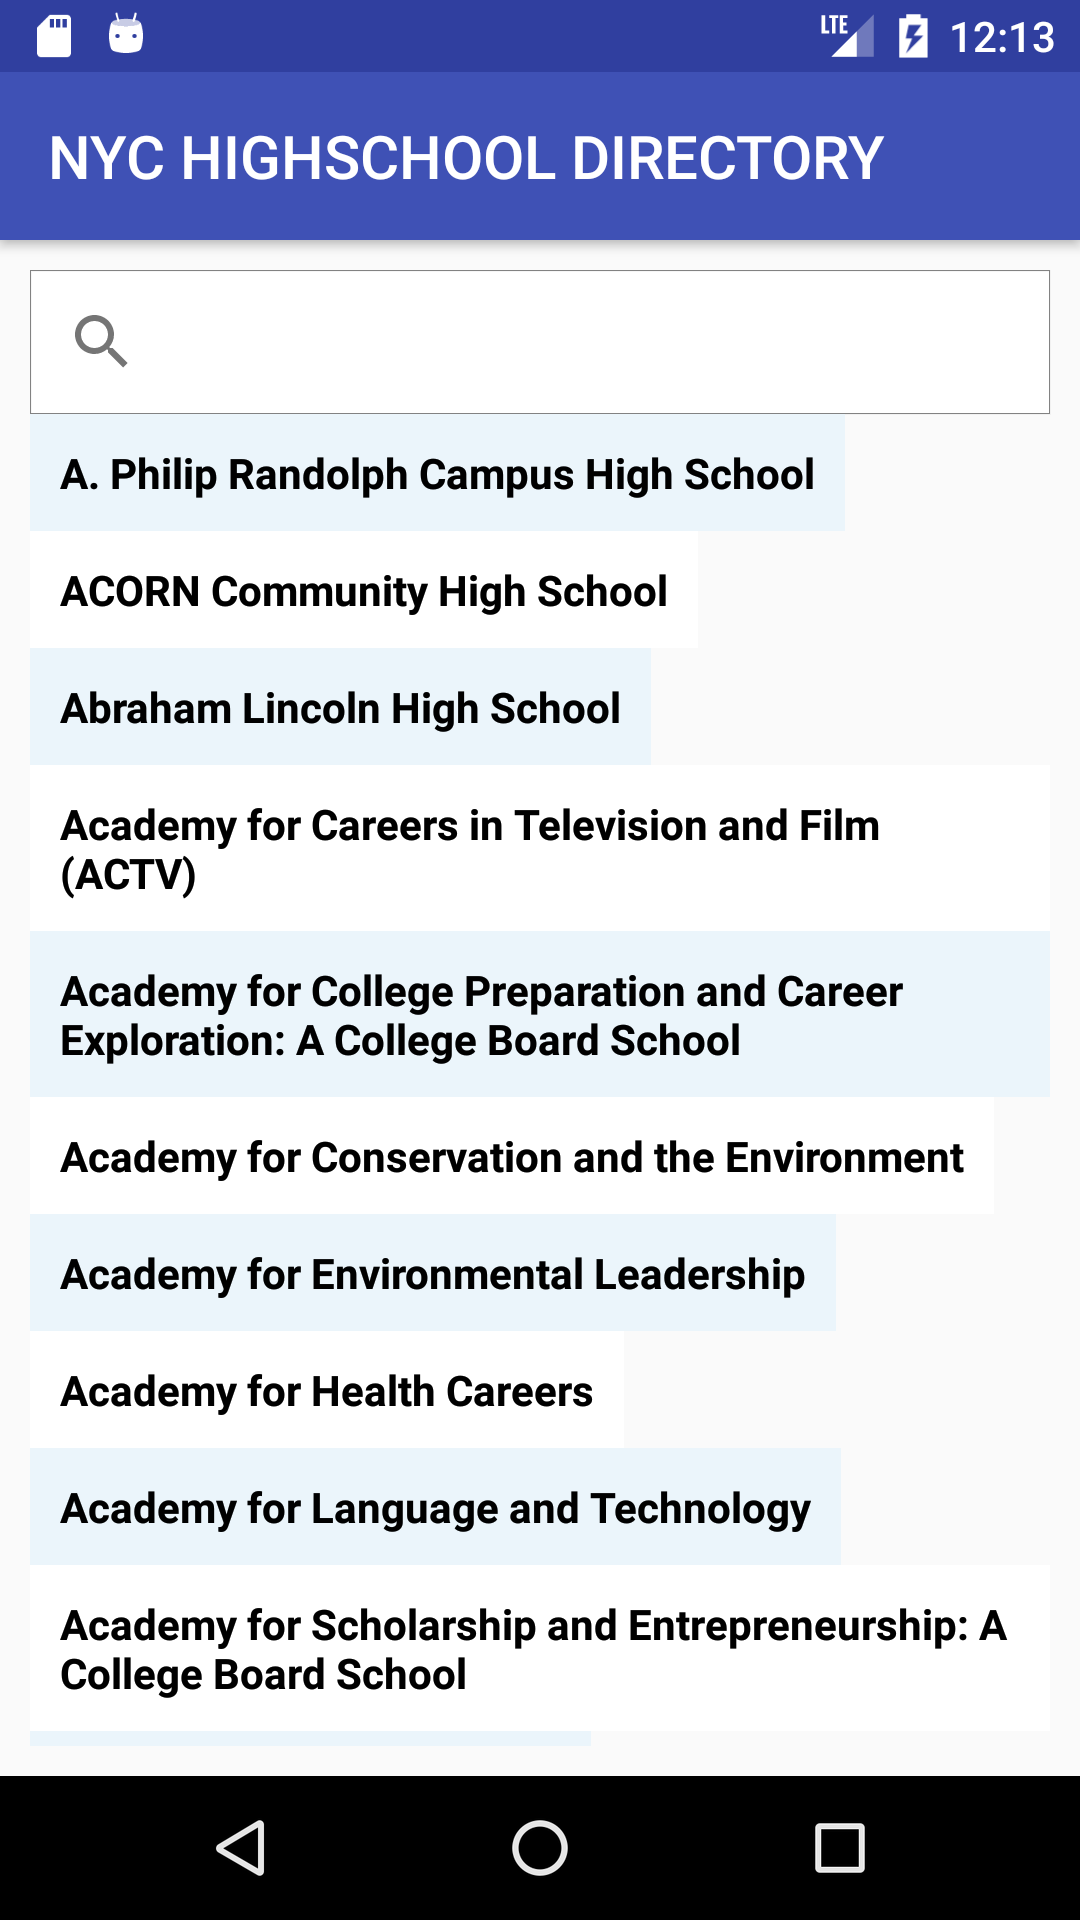 LTE 12:13
NYC HIGHSCHOOL DIRECTORY
A. Philip Randolph Campus High School
ACORN Community High School
Abraham Lincoln High School
Academy for Careers in Television and Film
(ACTV)
Academy for College Preparation and Career
Exploration: A College Board School
Academy for Conservation and the Environment
Academy for Environmental Leadership
Academy for Health Careers
Academy for Language and Technology
Academy for Scholarship and Entrepreneurship: A
College Board School